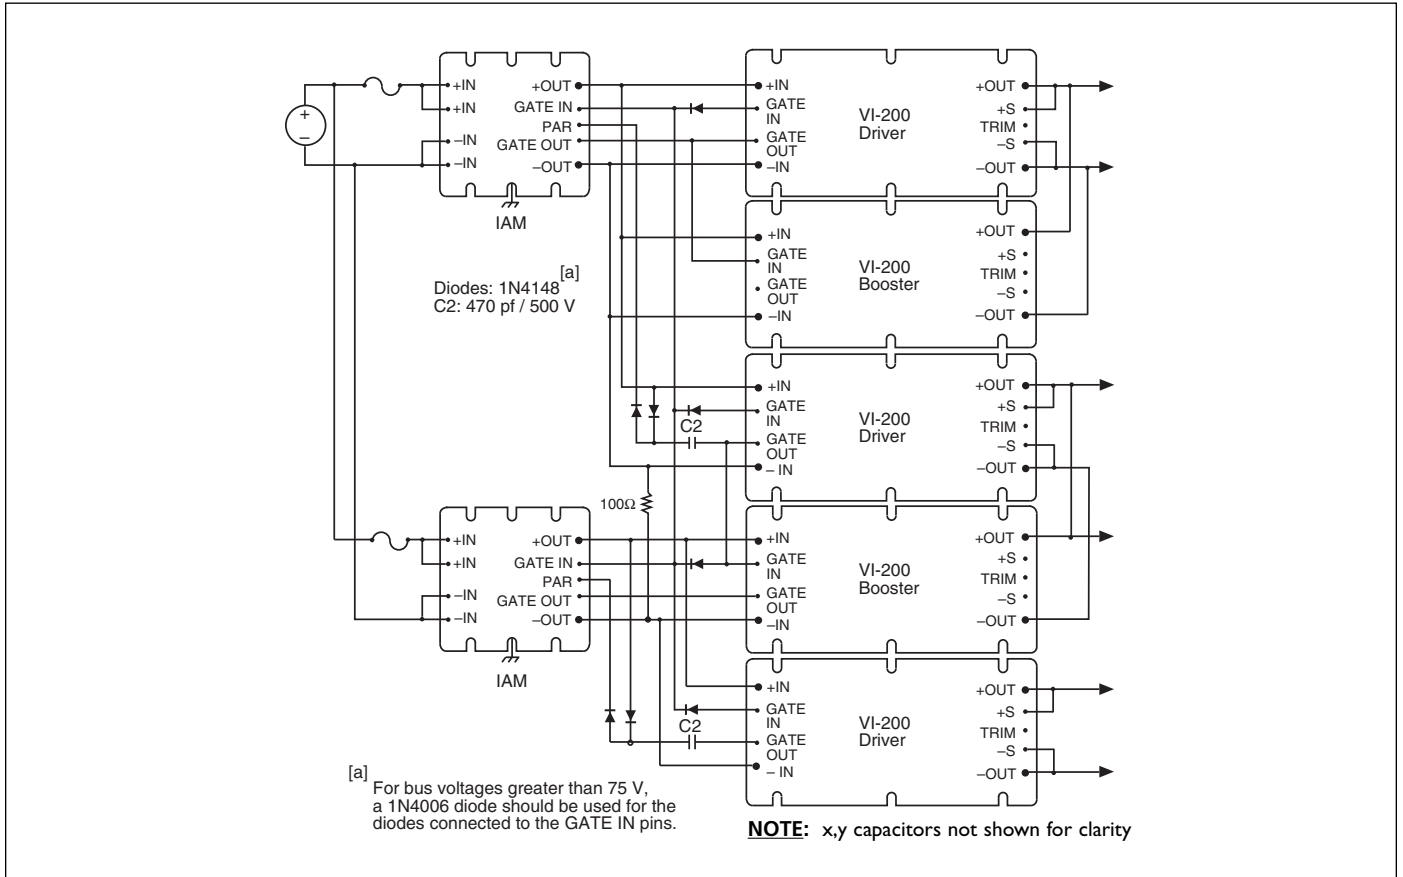 +
–
+IN
+IN
–IN
–IN
+OUT
GATE IN
PAR
GATE OUT
–OUT
IAM
+IN
GATE
IN
GATE
OUT
–IN
VI-200
Driver
+OUT
+S
TRIM
–S
–OUT
[a]
Diodes: 1N4148
C2: 470 pf / 500 V
+IN
GATE
IN
GATE
OUT
–IN
VI-200
Booster
+OUT
+S
TRIM
–S
–OUT
C2
+IN
GATE
IN
GATE
OUT
– IN
VI-200
Driver
+OUT
+S
TRIM
–S
–OUT
100Ω
+IN
+IN
–IN
–IN
+OUT
GATE IN
PAR
GATE OUT
–OUT
IAM
+IN
GATE
IN
GATE
OUT
–IN
VI-200
Booster
+OUT
+S
TRIM
–S
–OUT
C2
+IN
GATE
IN
GATE
OUT
– IN
VI-200
Driver
+OUT
+S
TRIM
–S
–OUT
[a]
For bus voltages greater than 75 V,
a 1N4006 diode should be used for the
diodes connected to the GATE IN pins.
NOTE: x,y capacitors not shown for clarity